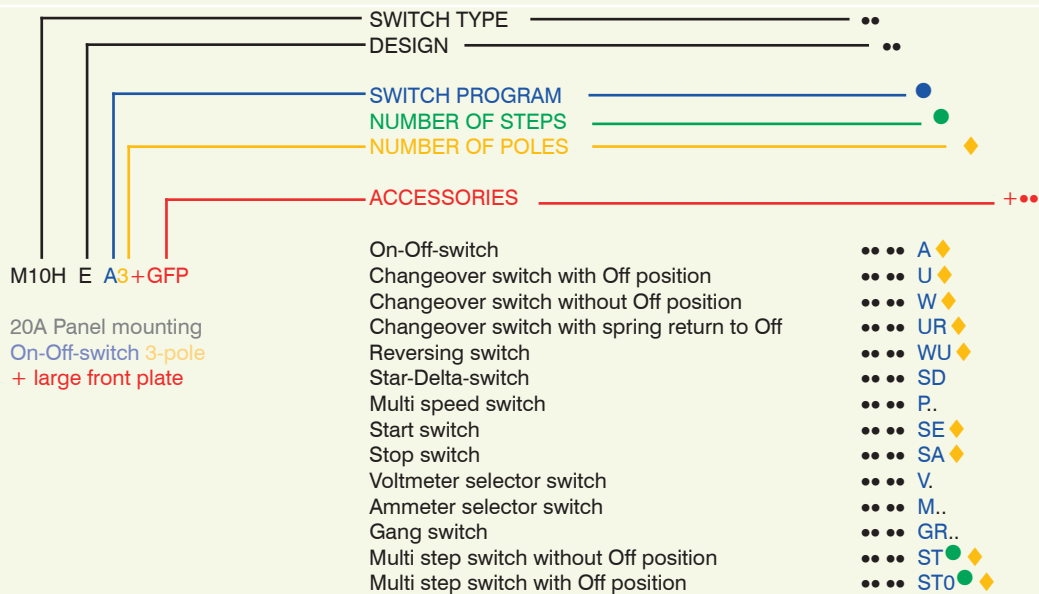 SWITCH TYPE ••
DESIGN ••
SWITCH PROGRAM ●
NUMBER OF STEPS ●
NUMBER OF POLES ♦
ACCESSORIES +••
M10H E A3+GFP
20A Panel mounting
On-Off-switch 3-pole
+ large front plate
On-Off-switch •• •• A ♦
Changeover switch with Off position •• •• U ♦
Changeover switch without Off position •• •• W ♦
Changeover switch with spring return to Off •• •• UR ♦
Reversing switch •• •• WU ♦
Star-Delta-switch •• •• SD
Multi speed switch •• •• P..
Start switch •• •• SE ♦
Stop switch •• •• SA ♦
Voltmeter selector switch •• •• V.
Ammeter selector switch •• •• M..
Gang switch •• •• GR..
Multi step switch without Off position •• •• ST ● ♦
Multi step switch with Off position •• •• ST0 ● ♦